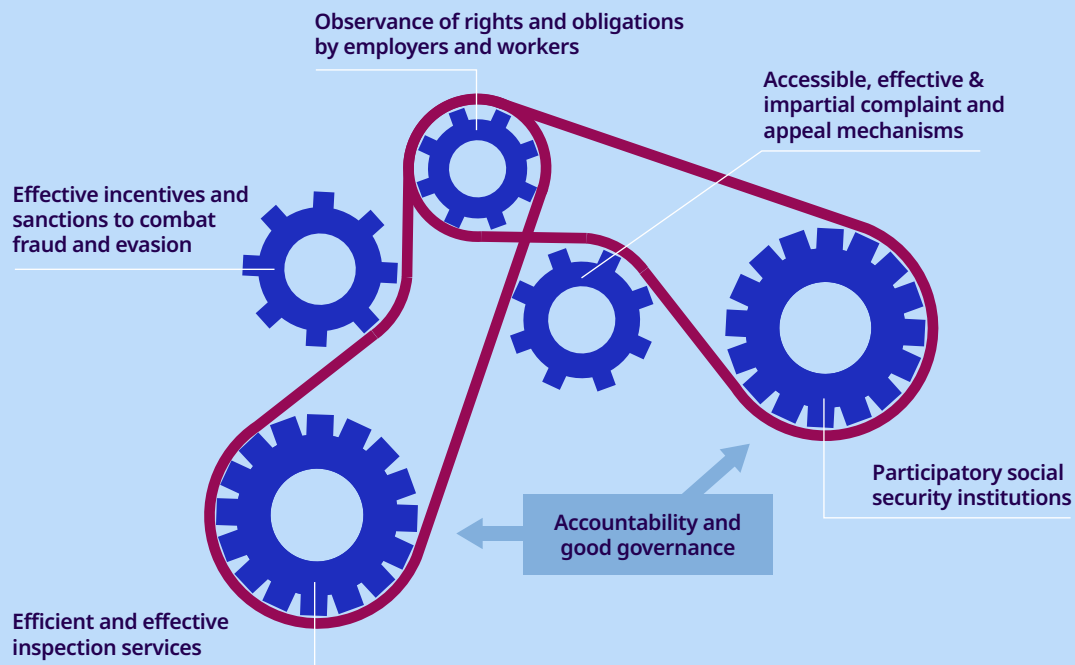 Observance of rights and obligations
by employers and workers
Accessible, effective &
impartial complaint and
appeal mechanisms
Effective incentives and
sanctions to combat
fraud and evasion
Participatory social
security institutions
Accountability and
good governance
Efficient and effective
inspection services